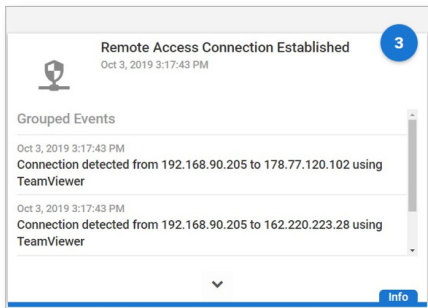 Remote Access Connection Established
3
Oct 3, 2019 3:17:43 PM
Grouped Events
Oct 3, 2019 3:17:43 PM
Connection detected from 192.168.90.205 to 178.77.120.102 using
TeamViewer
Oct 3, 2019 3:17:43 PM
Connection detected from 192.168.90.205 to 162.220.223.28 using
TeamViewer
Info